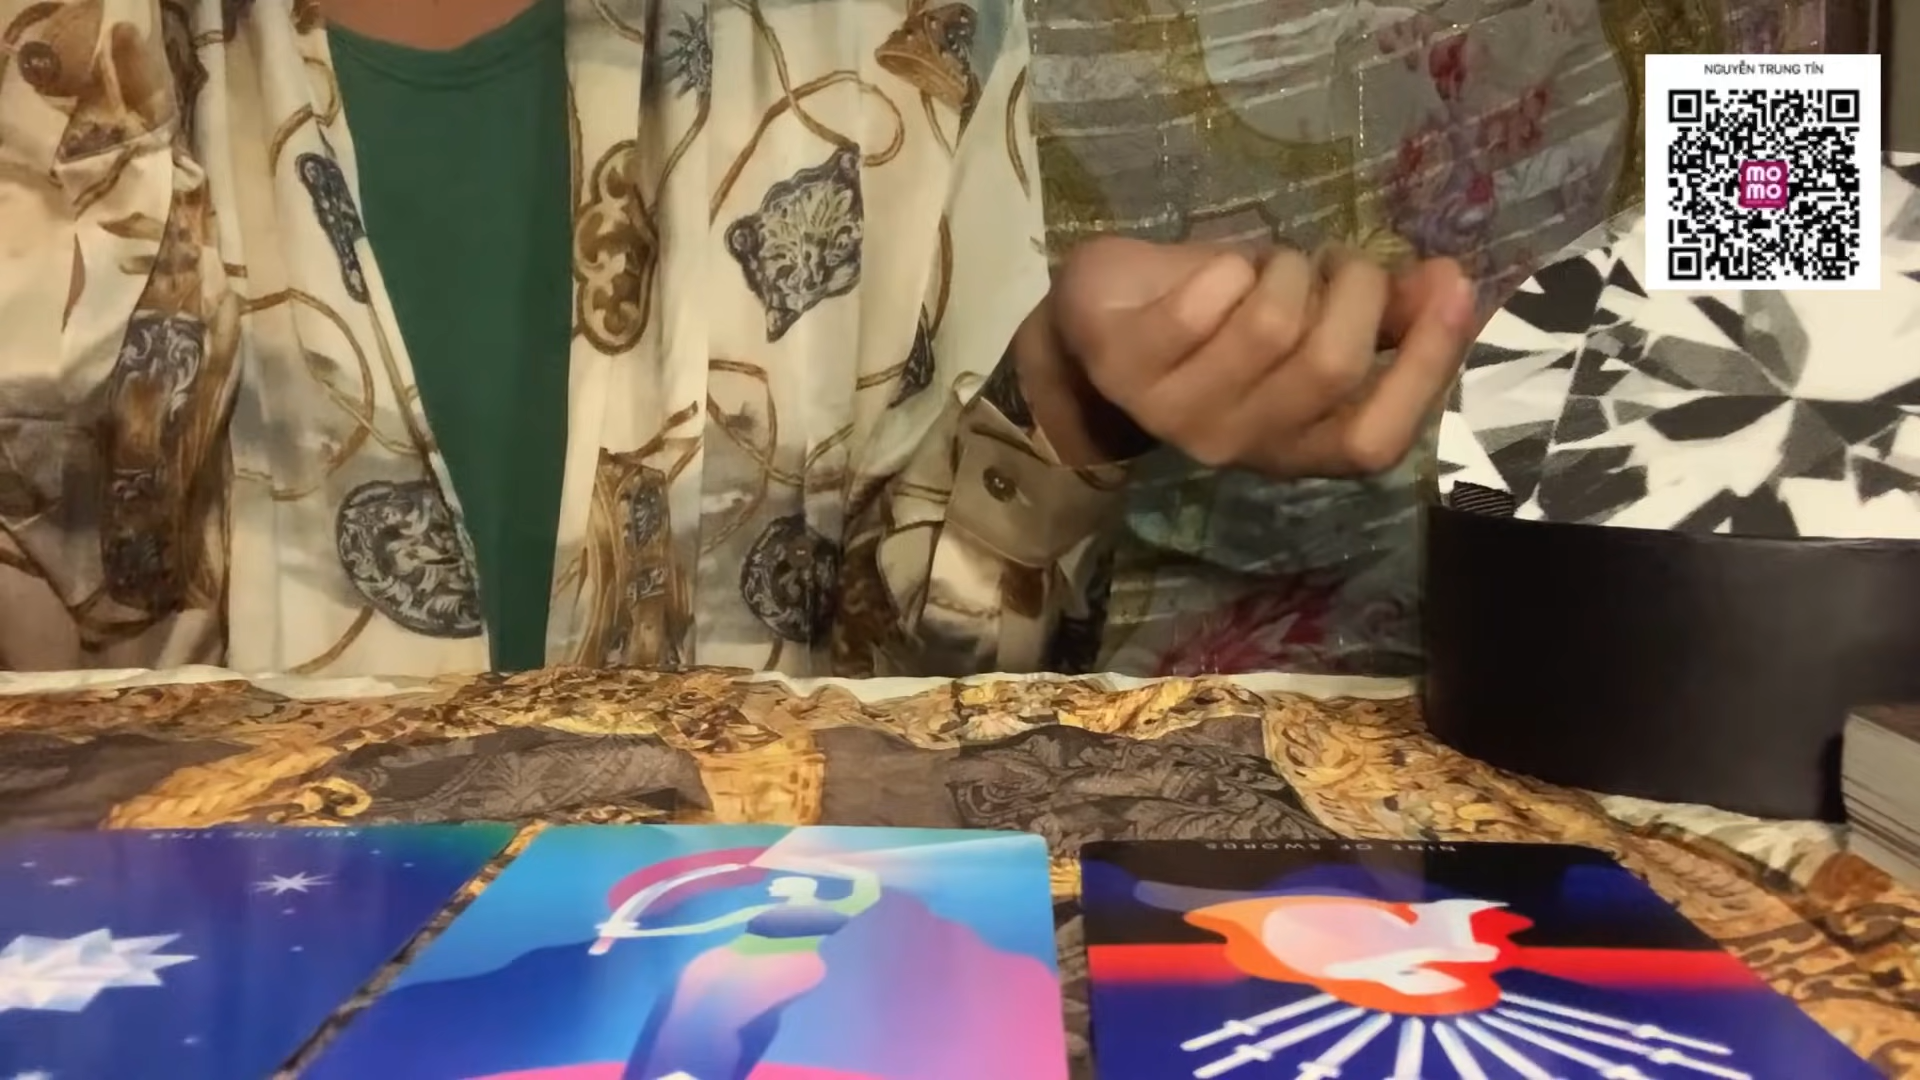 NGUYỄN TRUNG TÍN
mo
mo
XVII THE STAR
NINE OF SWORDS